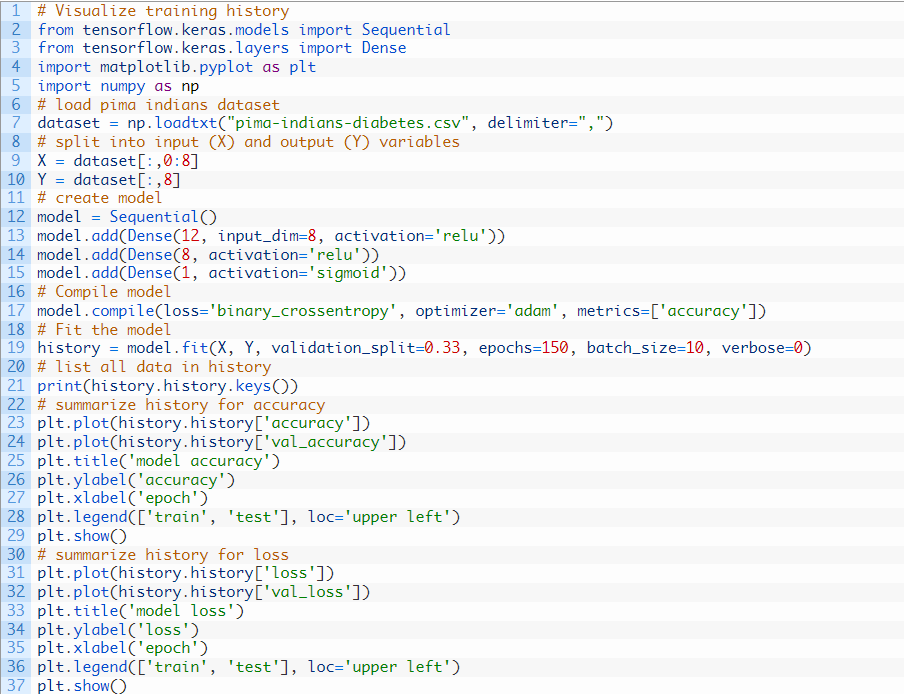 1 # Visualize training history
2 from tensorflow.keras.models import Sequential
3 from tensorflow.keras.layers import Dense
4 import matplotlib.pyplot as plt
5 import numpy as np
6 # load pima indians dataset
7 dataset = np.loadtxt("pima-indians-diabetes.csv", delimiter=",")
8 # split into input (X) and output (Y) variables
9 X = dataset[:,0:8]
10 Y = dataset[:,8]
11 # create model
12 model = Sequential()
13 model.add(Dense(12, input_dim=8, activation='relu'))
14 model.add(Dense(8, activation='relu'))
15 model.add(Dense(1, activation='sigmoid'))
16 # Compile model
17 model.compile(loss='binary_crossentropy', optimizer='adam', metrics=['accuracy'])
18 # Fit the model
19 history = model.fit(X, Y, validation_split=0.33, epochs=150, batch_size=10, verbose=0)
20 # list all data in history
21 print(history.history.keys())
22 # summarize history for accuracy
23 plt.plot(history.history['accuracy'])
24 plt.plot(history.history['val_accuracy'])
25 plt.title('model accuracy')
26 plt.ylabel('accuracy')
27 plt.xlabel('epoch')
28 plt.legend(['train', 'test'], loc='upper left')
29 plt.show()
30 # summarize history for loss
31 plt.plot(history.history['loss'])
32 plt.plot(history.history['val_loss'])
33 plt.title('model loss')
34 plt.ylabel('loss')
35 plt.xlabel('epoch')
36 plt.legend(['train', 'test'], loc='upper left')
37 plt.show()